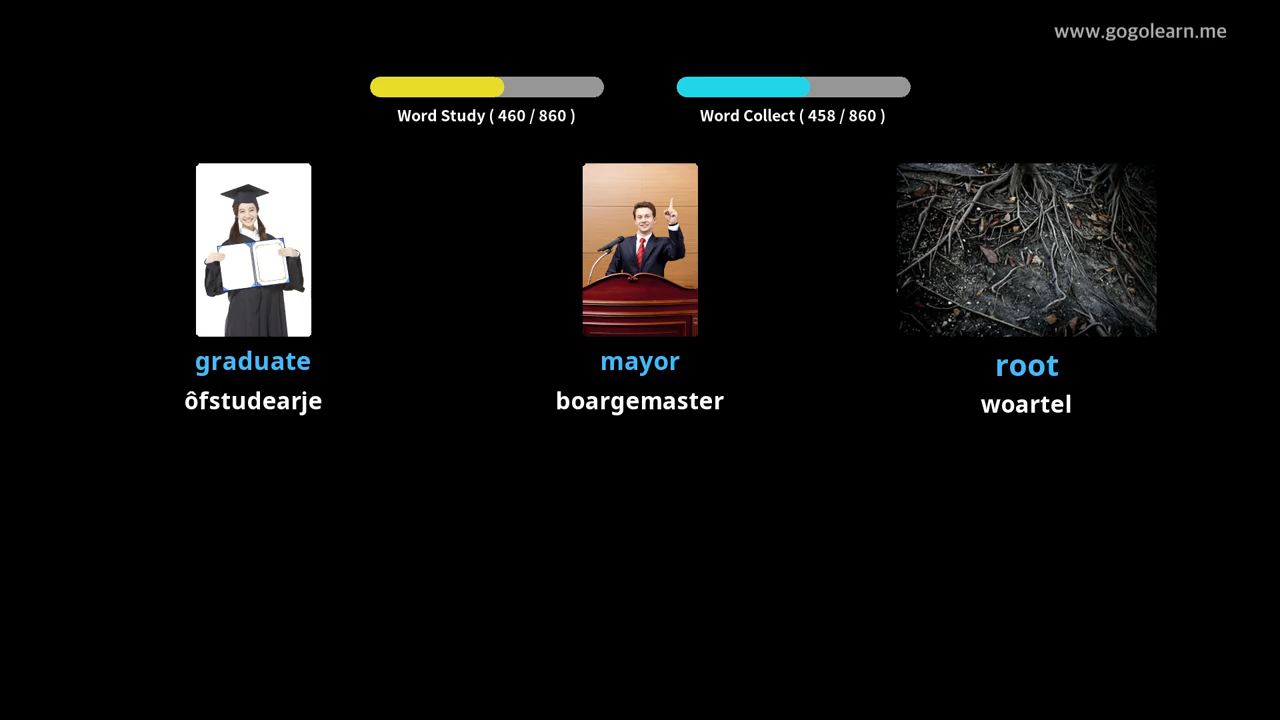 www.gogolearn.me
Word Study ( 460 / 860 )
Word Collect ( 458 / 860 )
graduate
ôfstudearje
mayor
boargemaster
root
woartel